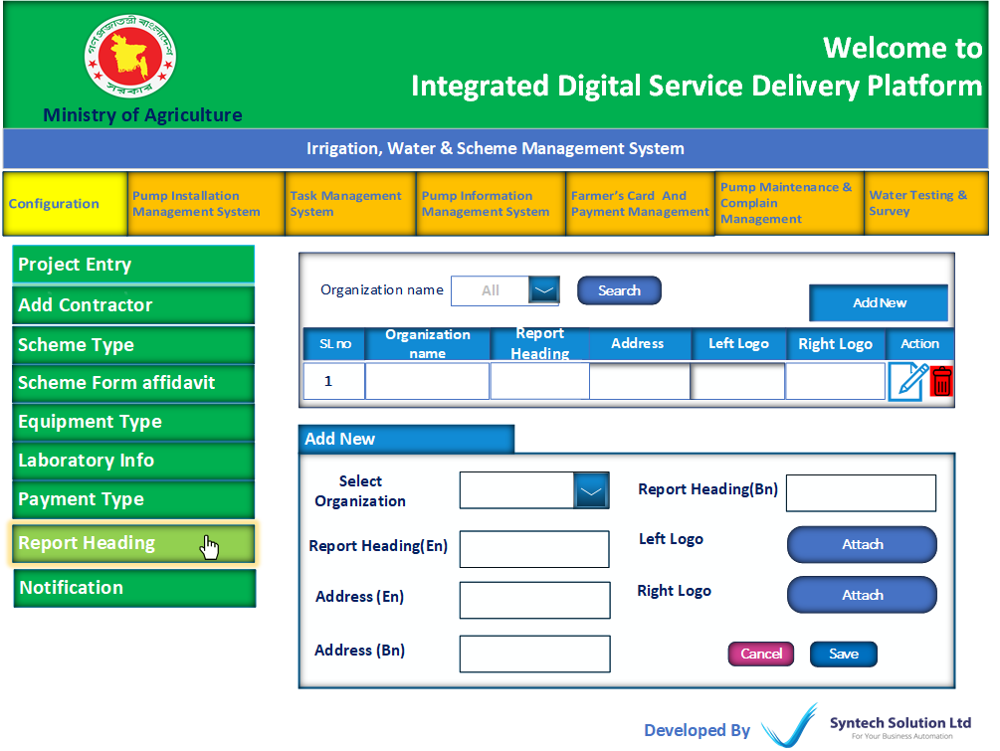 গণপ্রজাতন্ত্রী বাংলাদেশ
সরকার
Ministry of Agriculture
Welcome to
Integrated Digital Service Delivery Platform
Irrigation, Water & Scheme Management System
Configuration
Pump Installation
Management System
Task Management
System
Pump Information
Management System
Farmer's Card And
Payment Management
Pump Maintenance &
Complain
Management
Water Testing &
Survey
Project Entry
Add Contractor
Scheme Type
Scheme Form affidavit
Equipment Type
Laboratory Info
Payment Type
Report Heading
Notification
Organization name
All
Search
Add New
SL no
Organization
name
Report
Heading
Address
Left Logo
Right Logo
Action
1
Add New
Select
Organization
Report Heading(Bn)
Report Heading(En)
Left Logo
Attach
Address (En)
Right Logo
Attach
Address (Bn)
Cancel
Save
Developed By
Syntech Solution Ltd
For Your Business Automation